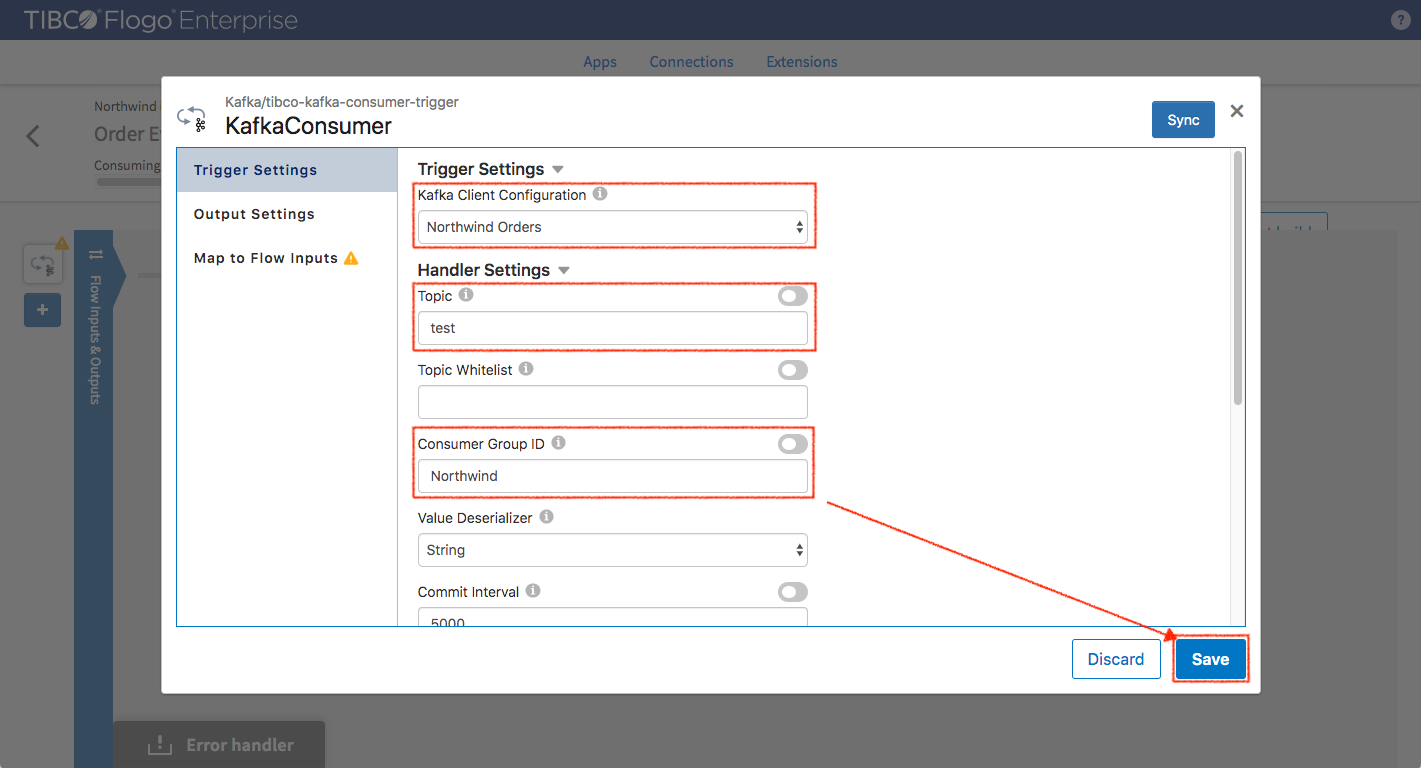 TIBCO® Flogo® Enterprise
?
Apps
Connections
Extensions
Northwind
Order
Consuming
Kafka/tibco-kafka-consumer-trigger
KafkaConsumer
Sync
Trigger Settings
Output Settings
Map to Flow Inputs
Trigger Settings
Kafka Client Configuration
Northwind Orders
Handler Settings
Topic
test
Topic Whitelist
Consumer Group ID
Northwind
Value Deserializer
String
Commit Interval
5000
Flow Inputs & Outputs
Discard
Save
Error handler